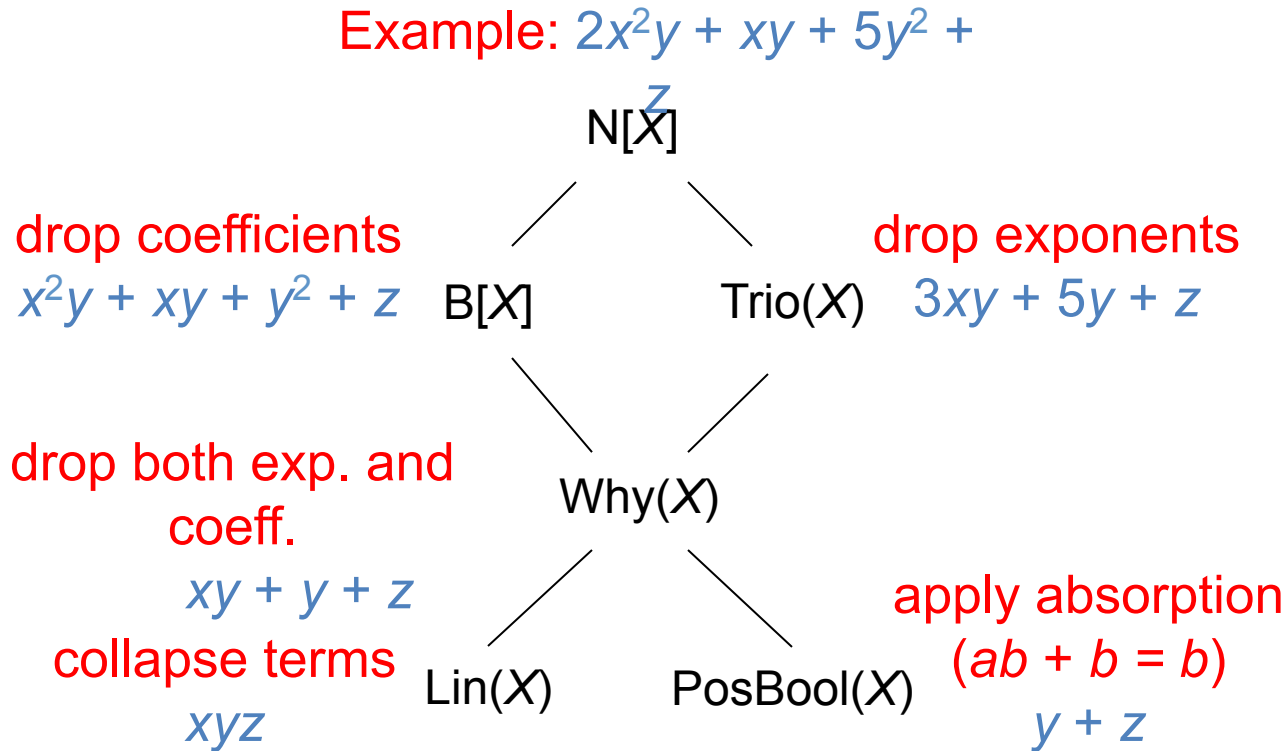 Example: 2x²y + xy + 5y² +
z
N[X]
drop coefficients
x²y + xy + y² + z
B[X]
Trio(X)
drop exponents
3xy + 5y + z
drop both exp. and
coeff.
xy + y + z
Why(X)
collapse terms
xyz
Lin(X)
PosBool(X)
apply absorption
(ab + b = b)
y + z